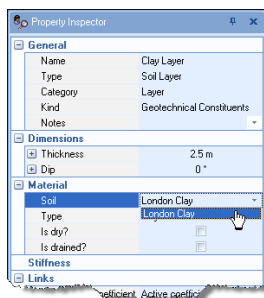 Property Inspector
General
Name Clay Layer
Type Soil Layer
Category Layer
Kind Geotechnical Constituents
Notes
Dimensions
Thickness 2.5 m
Dip 0 °
Material
Soil London Clay
Type London Clay
Is dry?
Is drained?
Stiffness
Links
coefficient Active